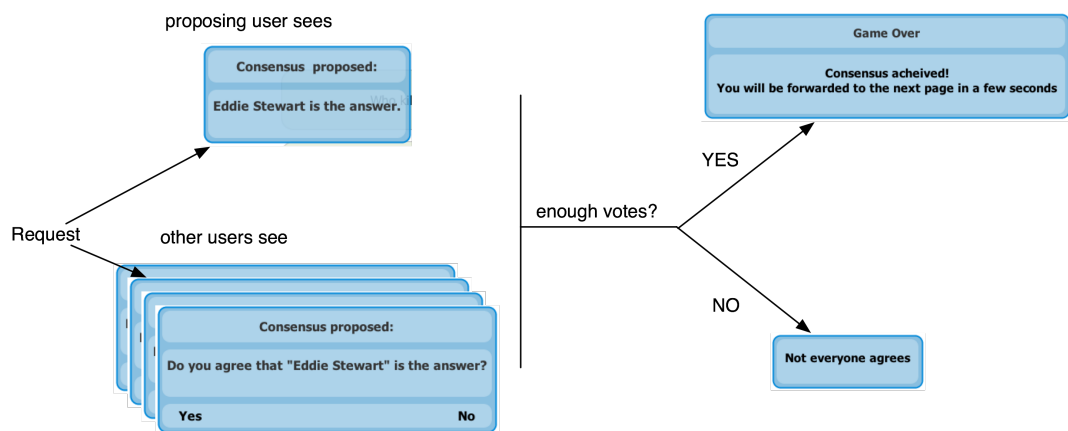 proposing user sees
Consensus proposed:
Eddie Stewart is the answer.
Request
other users see
Consensus proposed:
Do you agree that "Eddie Stewart" is the answer?
Yes No
enough votes?
YES
Game Over
Consensus acheived!
You will be forwarded to the next page in a few seconds
NO
Not everyone agrees